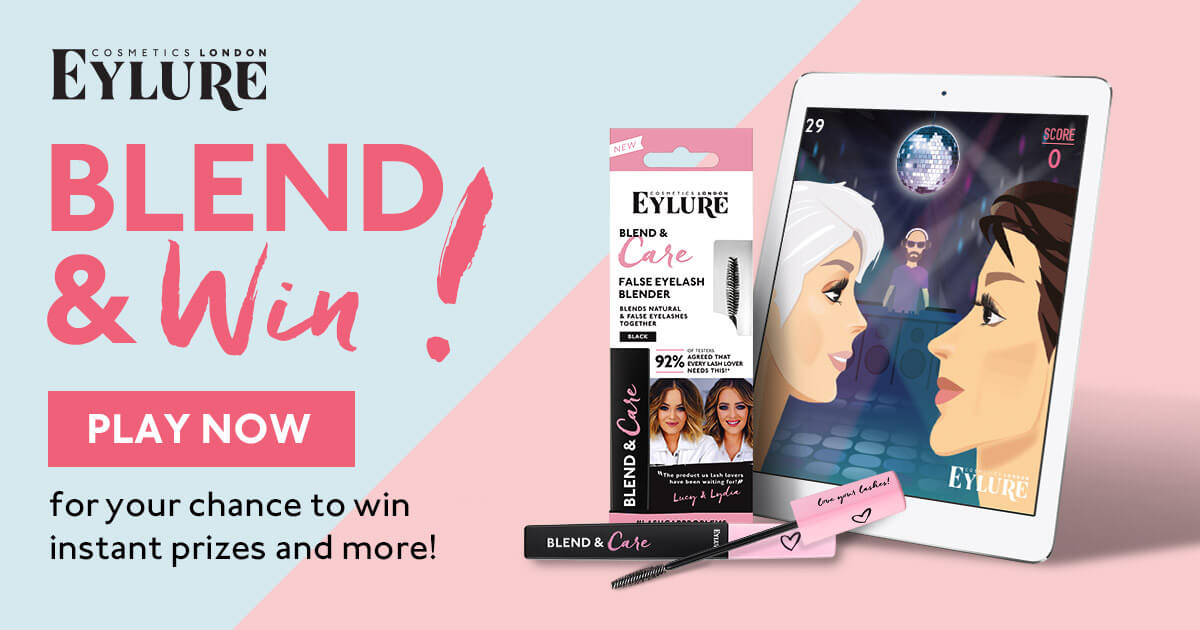 COSMETICS LONDON
EYLURE
BLEND
& Win!
PLAY NOW
for your chance to win
instant prizes and more!
NEW
COSMETICS LONDON
EYLURE
BLEND &
Care
FALSE EYELASH
BLENDER
BLENDS NATURAL
& FALSE EYELASHES
TOGETHER
BLACK
92% OF TESTERS
AGREED THAT
EVERY LASH LOVER
NEEDS THIS!*
BLEND & Care
"The product us lash lovers
have been waiting for!"
Lucy & Lydia
BLEND & Care
EYLURE
love your lashes!
29
SCORE
0
COSMETICS LONDON
EYLURE